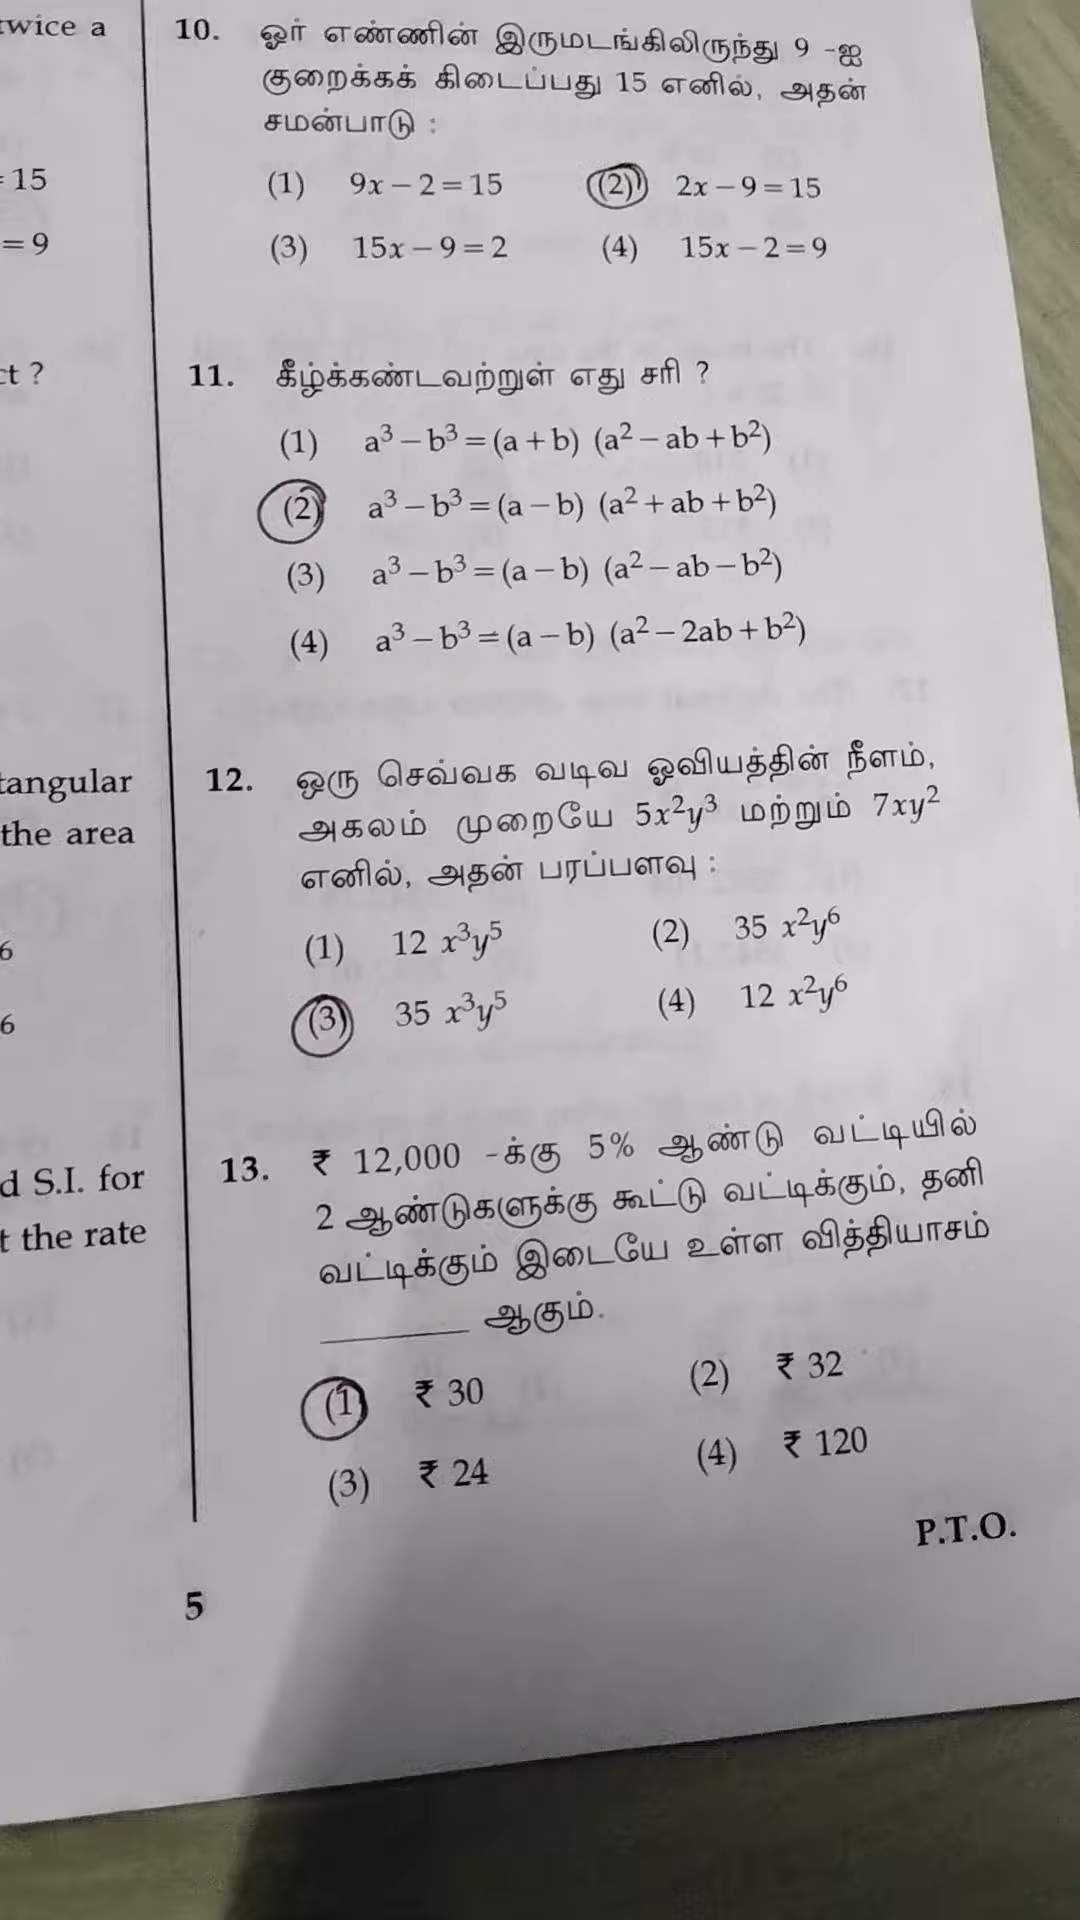 twice a
= 15
= 9
ct ?
tangular
the area
6
6
d S.I. for
t the rate
10. ஓர் எண்ணின் இருமடங்கிலிருந்து 9 -ஐ
குறைக்கக் கிடைப்பது 15 எனில், அதன்
சமன்பாடு :
(1) 9x – 2 = 15 (2) 2x – 9 = 15
(3) 15x – 9 = 2 (4) 15x – 2 = 9
11. கீழ்க்கண்டவற்றுள் எது சரி ?
(1) a³ – b³ = (a + b) (a² – ab + b²)
(2) a³ – b³ = (a – b) (a² + ab + b²)
(3) a³ – b³ = (a – b) (a² – ab – b²)
(4) a³ – b³ = (a – b) (a² – 2ab + b²)
12. ஒரு செவ்வக வடிவ ஓவியத்தின் நீளம்,
அகலம் முறையே 5x²y³ மற்றும் 7xy²
எனில், அதன் பரப்பளவு :
(1) 12 x³y⁵ (2) 35 x²y⁶
(3) 35 x³y⁵ (4) 12 x²y⁶
13. ₹ 12,000 -க்கு 5% ஆண்டு வட்டியில்
2 ஆண்டுகளுக்கு கூட்டு வட்டிக்கும், தனி
வட்டிக்கும் இடையே உள்ள வித்தியாசம்
________ ஆகும்.
(1) ₹ 30 (2) ₹ 32
(3) ₹ 24 (4) ₹ 120
P.T.O.
5